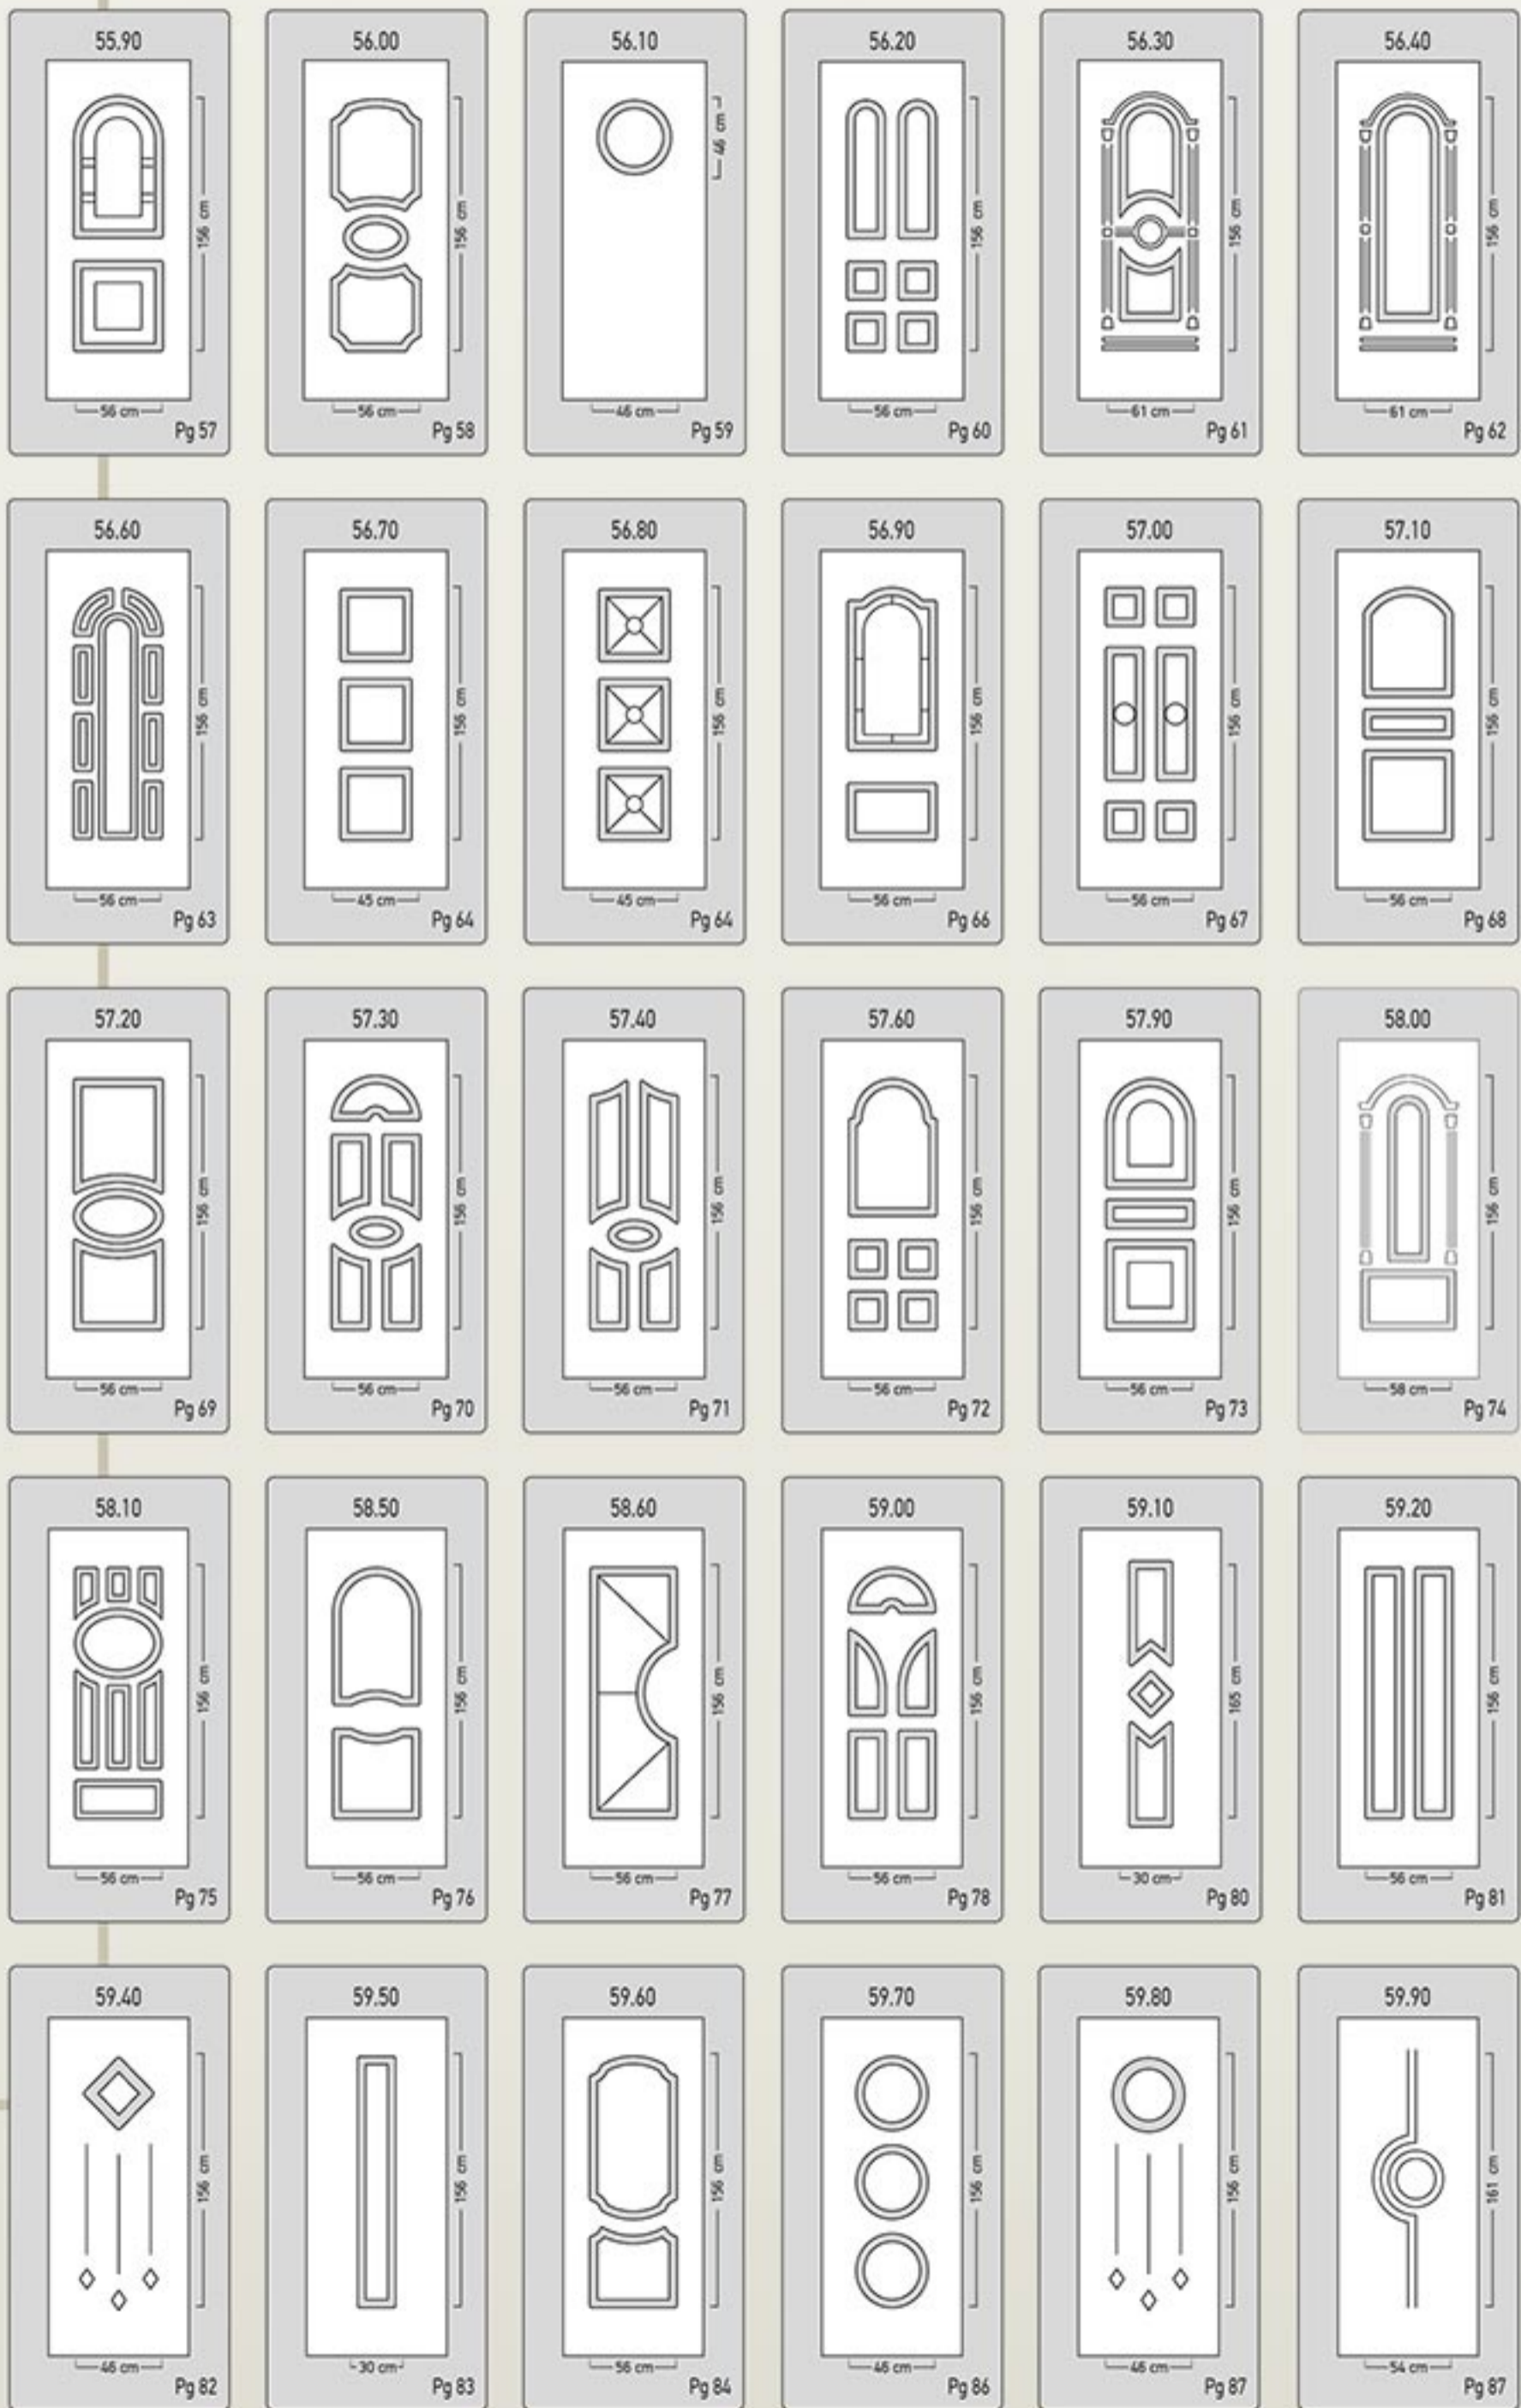 55.90
156 cm
56 cm
Pg 57
56.00
156 cm
56 cm
Pg 58
56.10
46 cm
46 cm
Pg 59
56.20
156 cm
56 cm
Pg 60
56.30
156 cm
61 cm
Pg 61
56.40
156 cm
61 cm
Pg 62
56.60
156 cm
56 cm
Pg 63
56.70
156 cm
45 cm
Pg 64
56.80
156 cm
45 cm
Pg 64
56.90
156 cm
56 cm
Pg 66
57.00
156 cm
56 cm
Pg 67
57.10
156 cm
56 cm
Pg 68
57.20
156 cm
56 cm
Pg 69
57.30
156 cm
56 cm
Pg 70
57.40
156 cm
56 cm
Pg 71
57.60
156 cm
56 cm
Pg 72
57.90
156 cm
56 cm
Pg 73
58.00
156 cm
58 cm
Pg 74
58.10
156 cm
56 cm
Pg 75
58.50
156 cm
56 cm
Pg 76
58.60
156 cm
56 cm
Pg 77
59.00
156 cm
56 cm
Pg 78
59.10
165 cm
30 cm
Pg 80
59.20
156 cm
56 cm
Pg 81
59.40
156 cm
46 cm
Pg 82
59.50
156 cm
30 cm
Pg 83
59.60
156 cm
56 cm
Pg 84
59.70
156 cm
46 cm
Pg 86
59.80
156 cm
46 cm
Pg 87
59.90
161 cm
54 cm
Pg 87